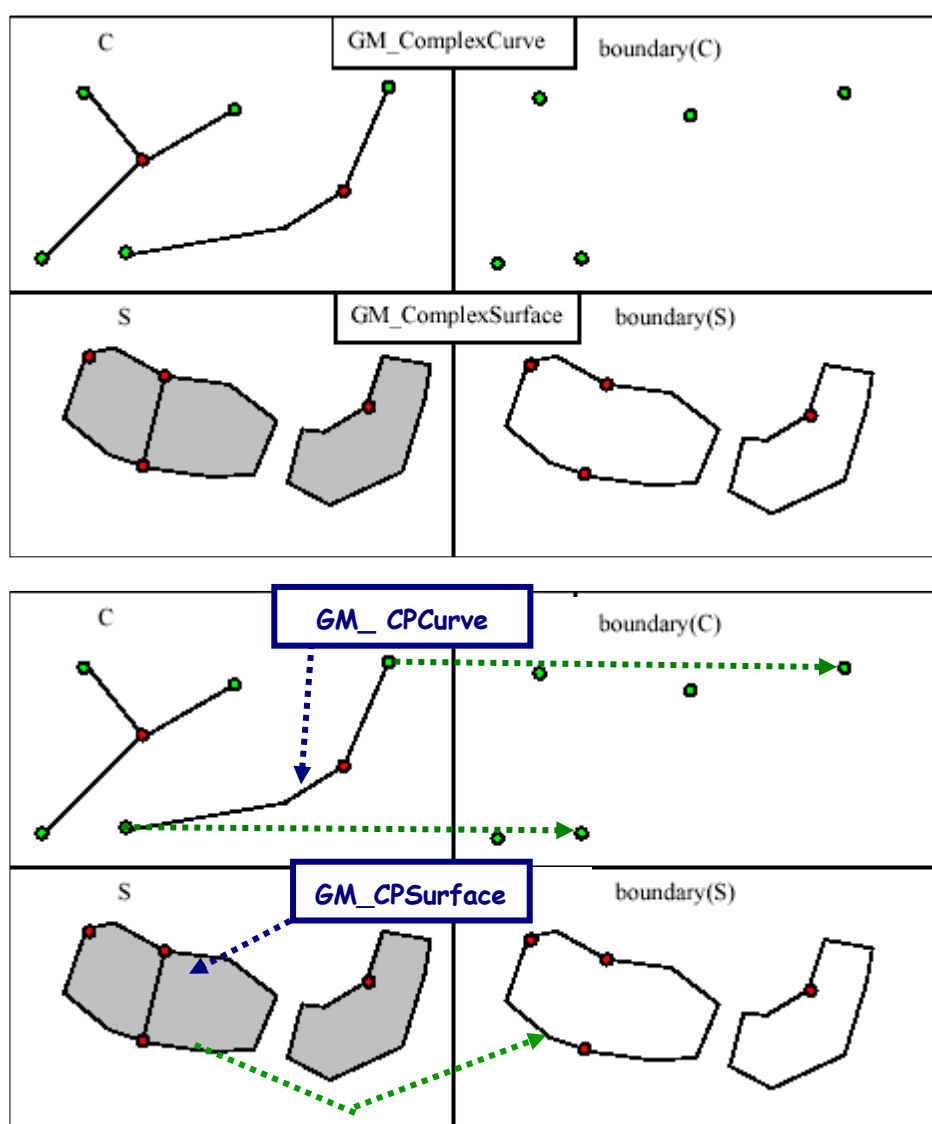 C
GM_ComplexCurve
boundary(C)
S
GM_ComplexSurface
boundary(S)
C
GM_ CPCurve
boundary(C)
S
GM_CPSurface
boundary(S)